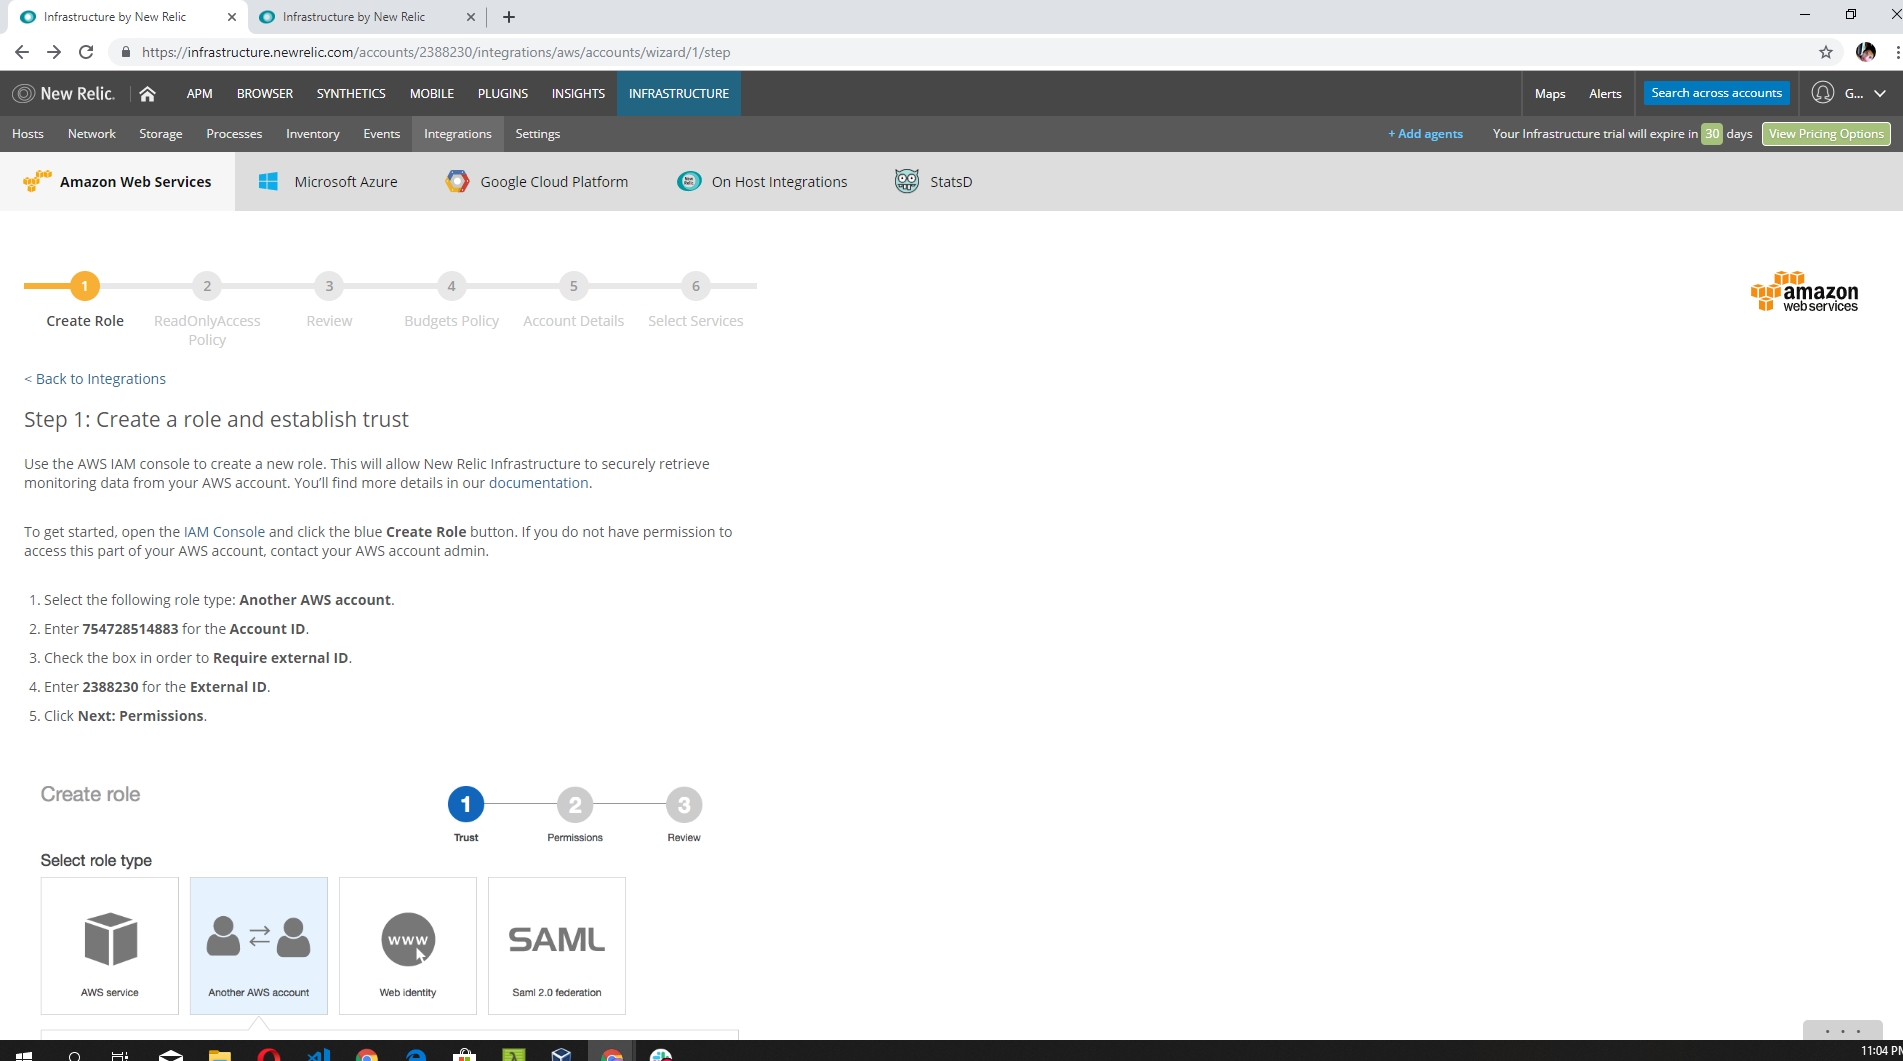 Infrastructure by New Relic
Infrastructure by New Relic
https://infrastructure.newrelic.com/accounts/2388230/integrations/aws/accounts/wizard/1/step
New Relic. APM BROWSER SYNTHETICS MOBILE PLUGINS INSIGHTS INFRASTRUCTURE Maps Alerts Search across accounts G...
Hosts Network Storage Processes Inventory Events Integrations Settings + Add agents Your Infrastructure trial will expire in 30 days View Pricing Options
Amazon Web Services Microsoft Azure Google Cloud Platform On Host Integrations StatsD
1 2 3 4 5 6
Create Role ReadOnlyAccess Review Budgets Policy Account Details Select Services
Policy
amazon
web services
< Back to Integrations
Step 1: Create a role and establish trust
Use the AWS IAM console to create a new role. This will allow New Relic Infrastructure to securely retrieve
monitoring data from your AWS account. You'll find more details in our documentation.
To get started, open the IAM Console and click the blue Create Role button. If you do not have permission to
access this part of your AWS account, contact your AWS account admin.
1. Select the following role type: Another AWS account.
2. Enter 754728514883 for the Account ID.
3. Check the box in order to Require external ID.
4. Enter 2388230 for the External ID.
5. Click Next: Permissions.
Create role
1 2 3
Trust Permissions Review
Select role type
www SAML
AWS service Another AWS account Web identity Saml 2.0 federation
11:04 PM